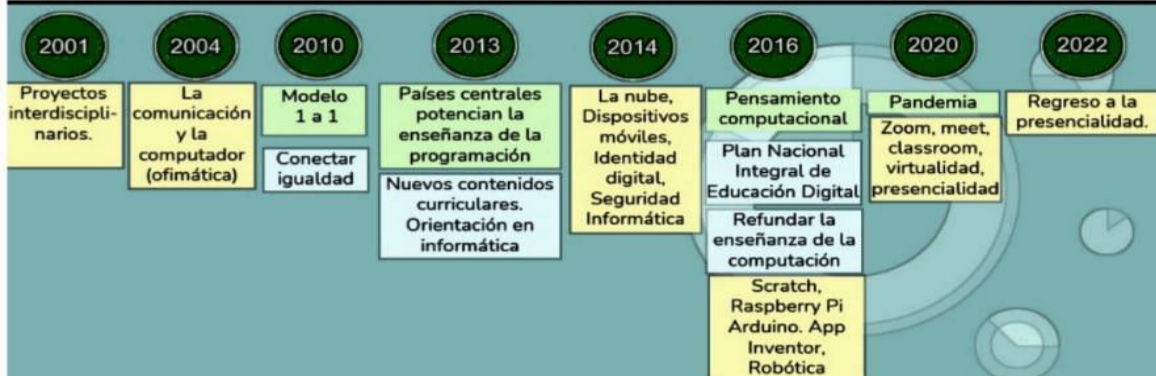 2001
Proyectos
interdiscipli-
narios.
2004
La
comunicación
y la
computador
(ofimática)
2010
Modelo
1 a 1
Conectar
igualdad
2013
Países centrales
potencian la
enseñanza de la
programación
Nuevos contenidos
curriculares.
Orientación en
informática
2014
La nube,
Dispositivos
móviles,
Identidad
digital,
Seguridad
Informática
2016
Pensamiento
computacional
Plan Nacional
Integral de
Educación Digital
Refundar la
enseñanza de la
computación
Scratch,
Raspberry Pi
Arduino. App
Inventor,
Robótica
2020
Pandemia
Zoom, meet,
classroom,
virtualidad,
presencialidad
2022
Regreso a la
presencialidad.